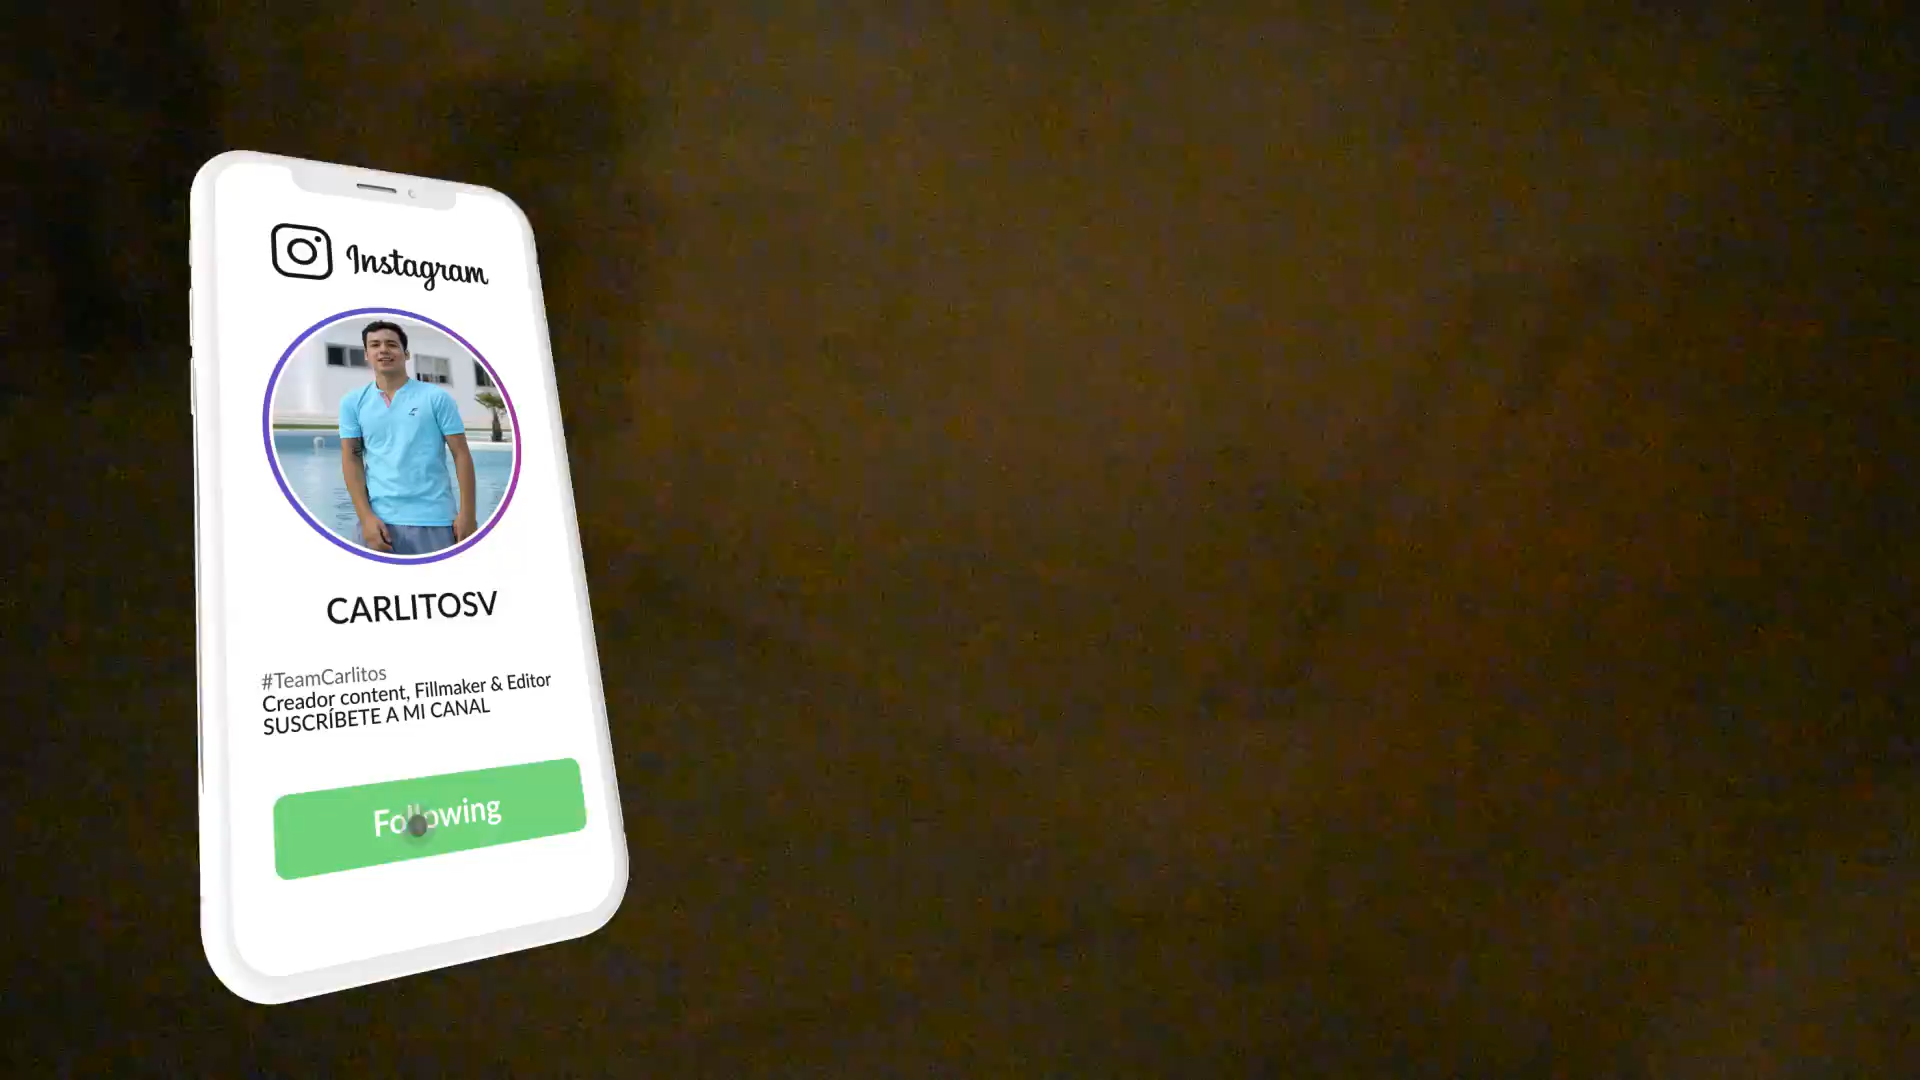 Instagram
CARLITOSV
#TeamCarlitos
Creador content, Fillmaker & Editor
SUSCRÍBETE A MI CANAL
Following